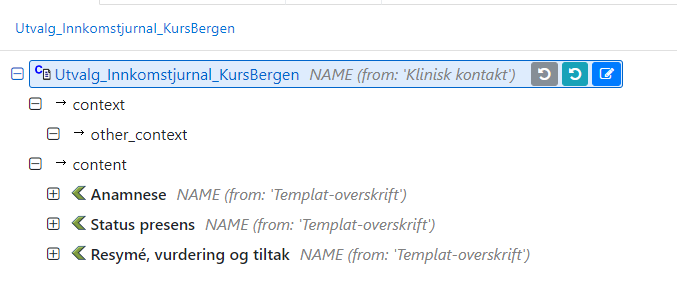 Utvalg_Innkomstjurnal_KursBergen
Utvalg_Innkomstjurnal_KursBergen NAME (from: 'Klinisk kontakt')
→ context
→ other_context
→ content
Anamnese NAME (from: 'Templat-overskrift')
Status presens NAME (from: 'Templat-overskrift')
Resymé, vurdering og tiltak NAME (from: 'Templat-overskrift')